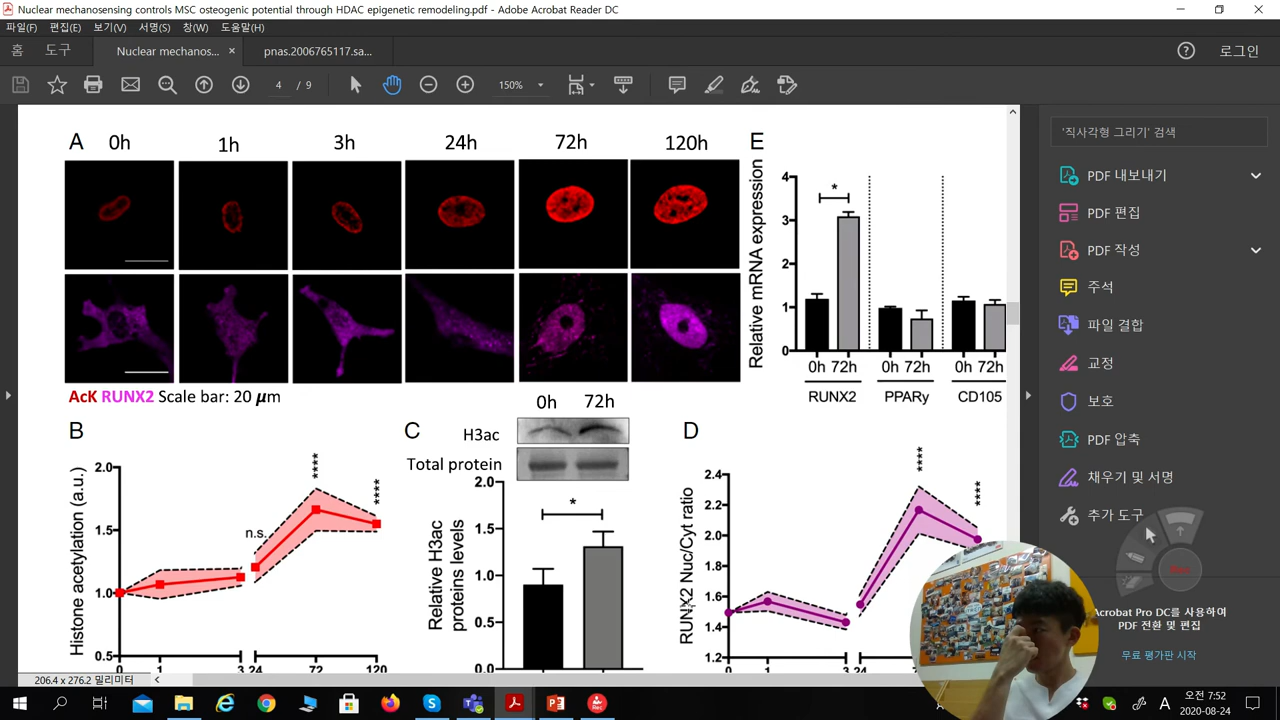 Nuclear mechanosensing controls MSC osteogenic potential through HDAC epigenetic remodeling.pdf - Adobe Acrobat Reader DC
파일(F) 편집(E) 보기(V) 서명(S) 창(W) 도움말(H)
홈 도구 Nuclear mechanos... × pnas.2006765117.sa... 로그인
4 / 9 150%
'직사각형 그리기' 검색
PDF 내보내기
PDF 편집
PDF 작성
주석
파일 결합
교정
보호
PDF 압축
채우기 및 서명
추가 도구
A 0h 1h 3h 24h 72h 120h
AcK RUNX2 Scale bar: 20 μm
E
Relative mRNA expression
4
3
2
1
0
*
0h 72h 0h 72h 0h 72h
RUNX2 PPARy CD105
B
Histone acetylation (a.u.)
2.0
1.5
1.0
0.5
n.s.
****
****
0 1 3 24 72 120
C
0h 72h
H3ac
Total protein
Relative H3ac
proteins levels
2.0
1.5
1.0
0.5
0.0
*
D
RUNX2 Nuc/Cyt ratio
2.4
2.2
2.0
1.8
1.6
1.4
1.2
****
****
0 1 3 24
Acrobat Pro DC를 사용하여
PDF 전환 및 편집
무료 평가판 시작
206.4 x 276.2 밀리미터
A
오전 7:52
2020-08-24